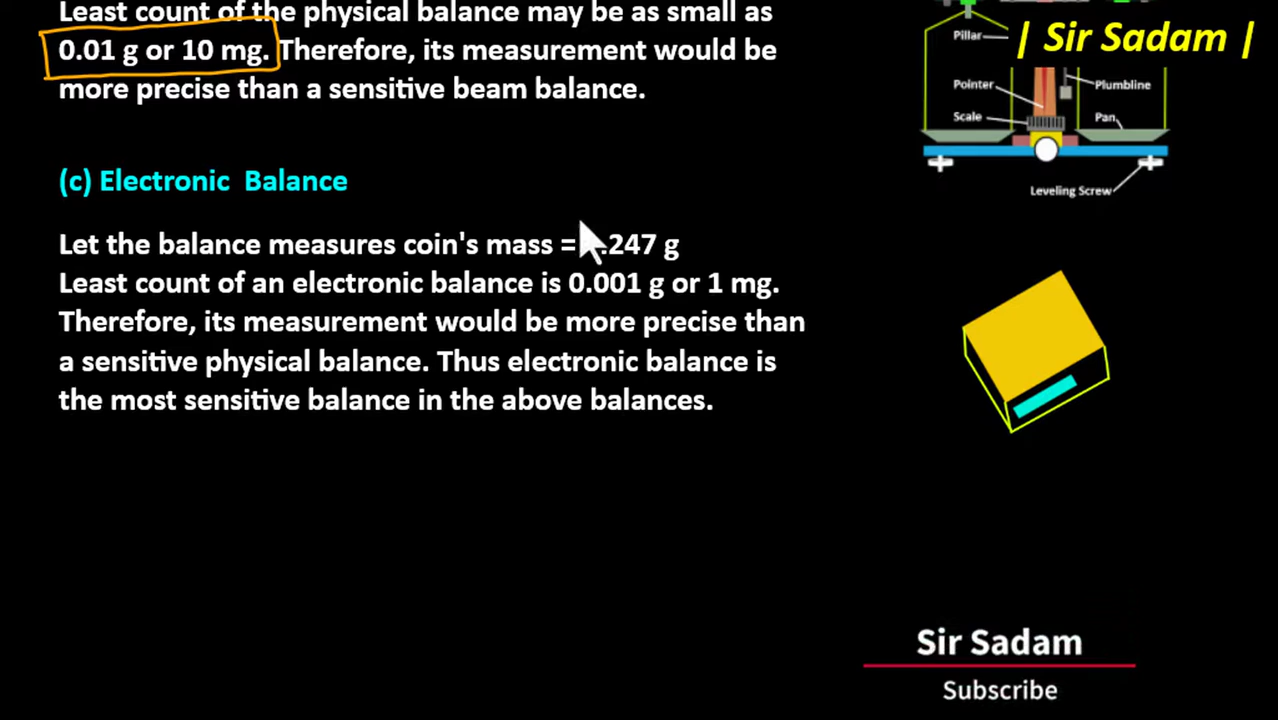 Least count of the physical balance may be as small as
0.01 g or 10 mg. Therefore, its measurement would be
more precise than a sensitive beam balance.
(c) Electronic Balance
Let the balance measures coin's mass = .247 g
Least count of an electronic balance is 0.001 g or 1 mg.
Therefore, its measurement would be more precise than
a sensitive physical balance. Thus electronic balance is
the most sensitive balance in the above balances.
| Sir Sadam |
Pillar
Pointer
Plumbline
Scale
Pan
Leveling Screw
Sir Sadam
Subscribe